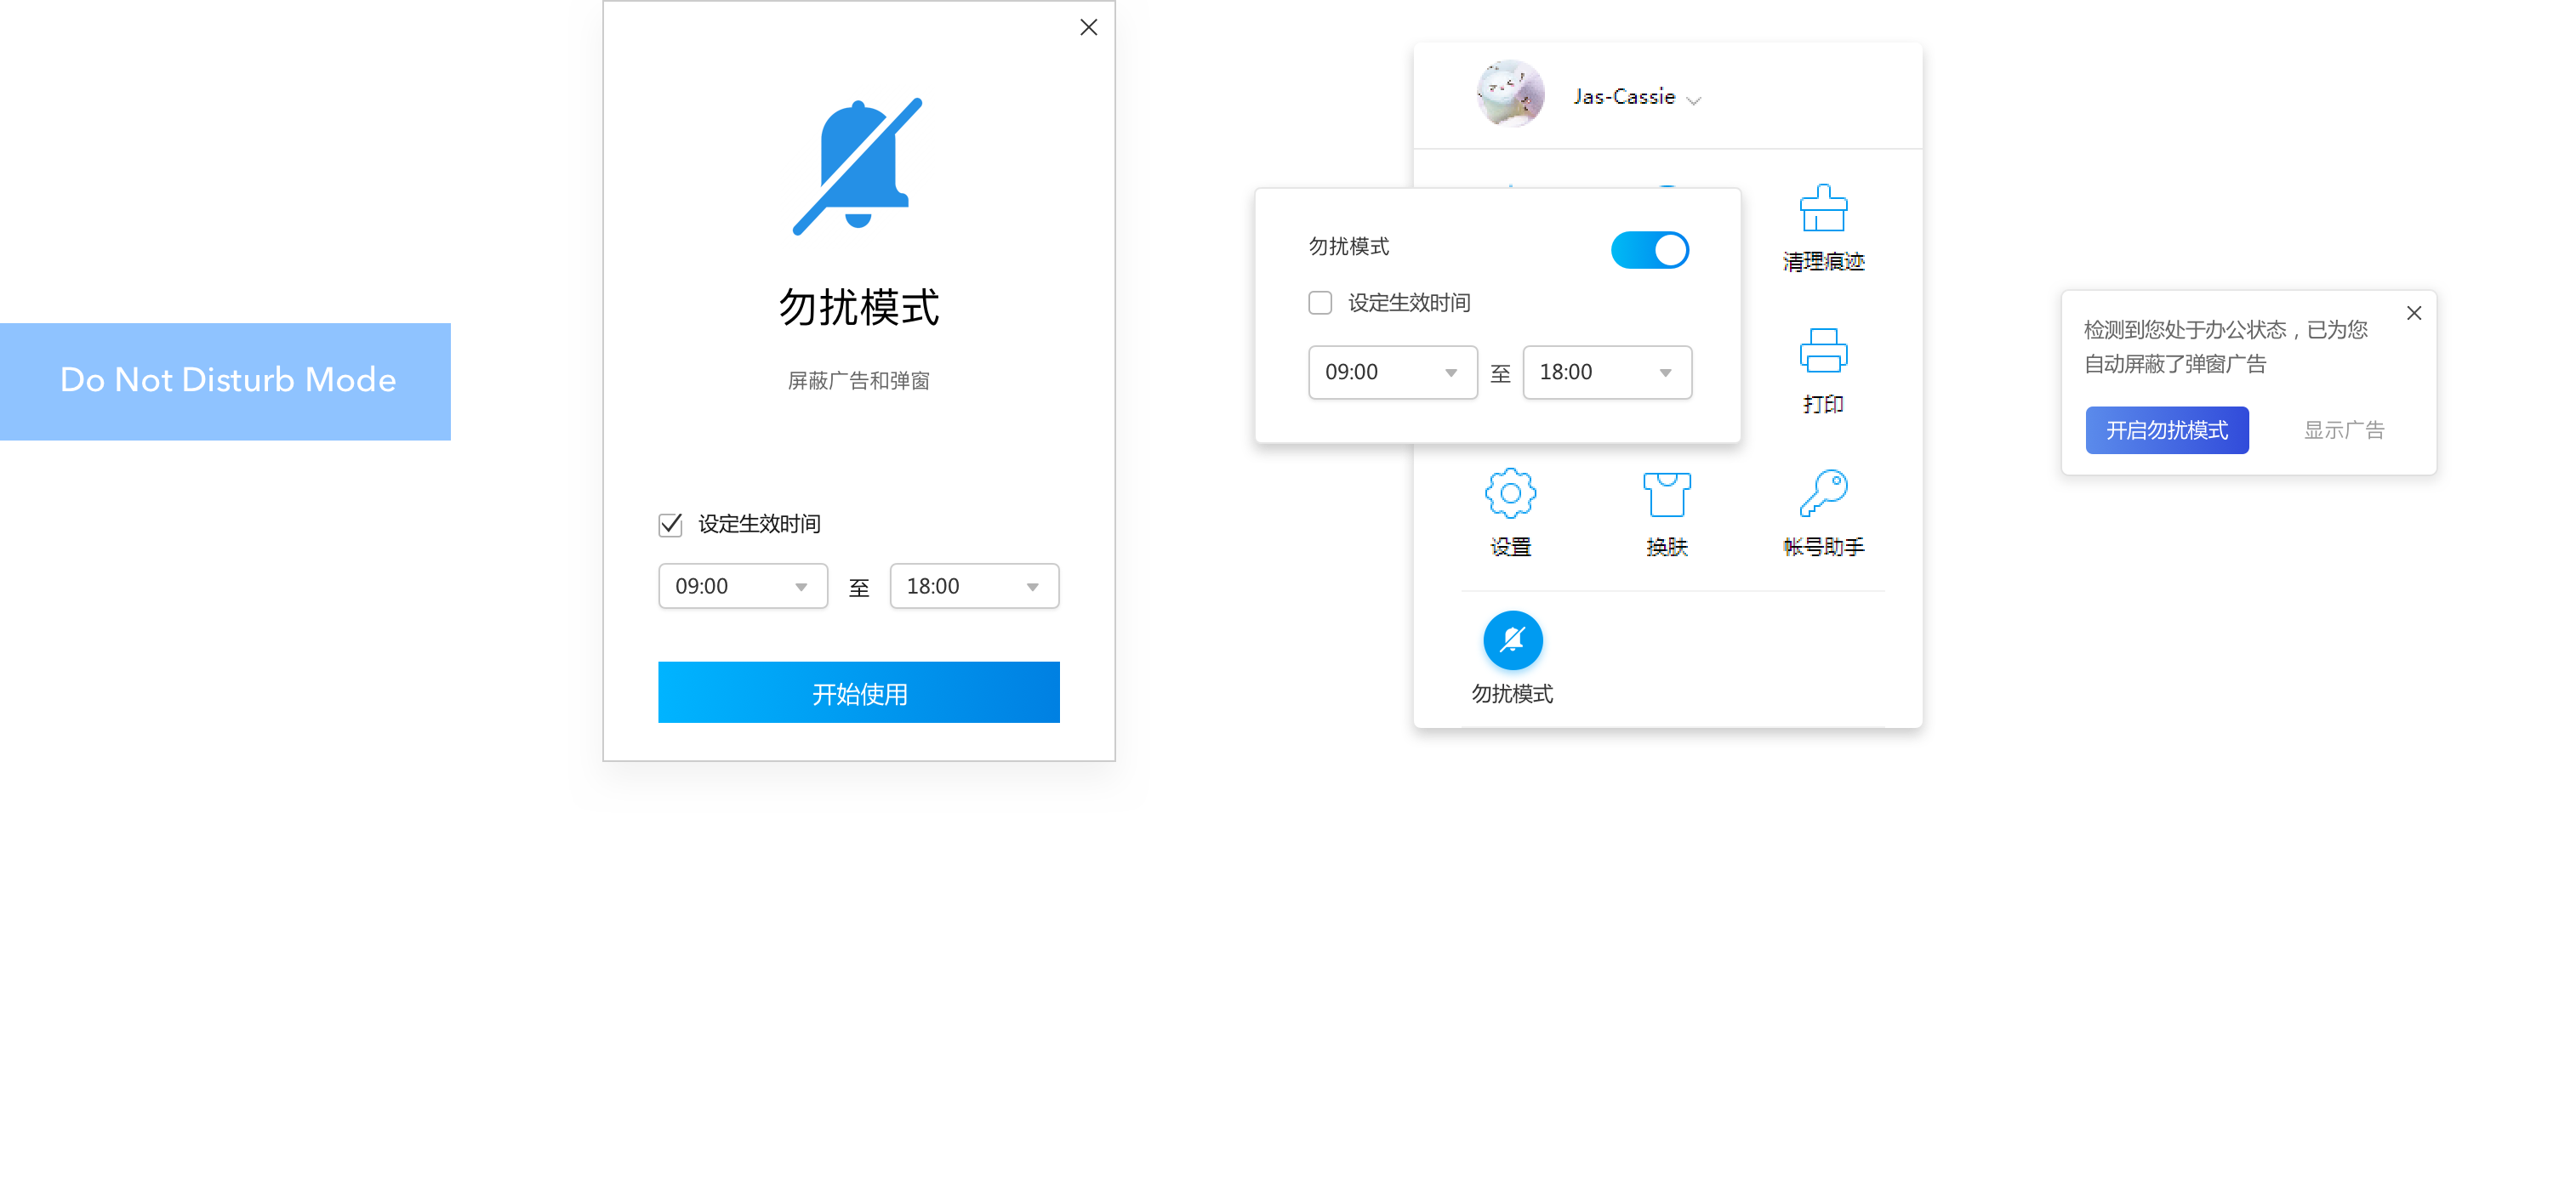 Do Not Disturb Mode
勿扰模式
屏蔽广告和弹窗
设定生效时间
09:00 至 18:00
开始使用
Jas-Cassie
清理痕迹
勿扰模式
设定生效时间
09:00 至 18:00
打印
设置 换肤 帐号助手
勿扰模式
检测到您处于办公状态，已为您
自动屏蔽了弹窗广告
开启勿扰模式 显示广告